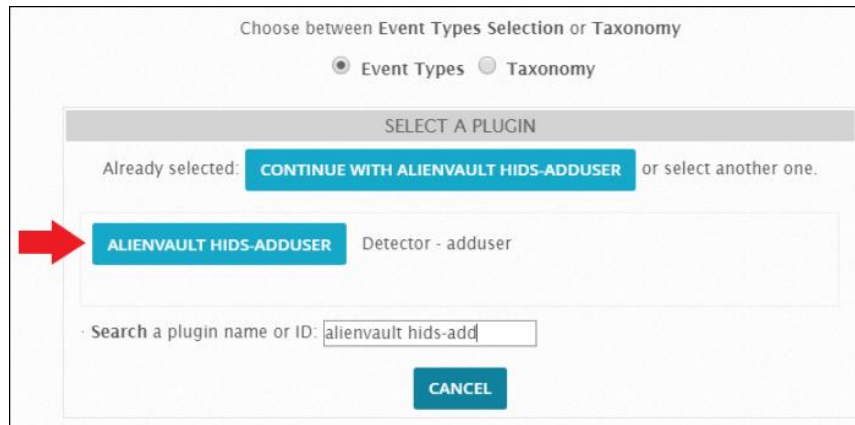 Choose between Event Types Selection or Taxonomy
Event Types Taxonomy
SELECT A PLUGIN
Already selected: CONTINUE WITH ALIENVAULT HIDS-ADDUSER or select another one.
ALIENVAULT HIDS-ADDUSER Detector - adduser
· Search a plugin name or ID: alienvault hids-add
CANCEL